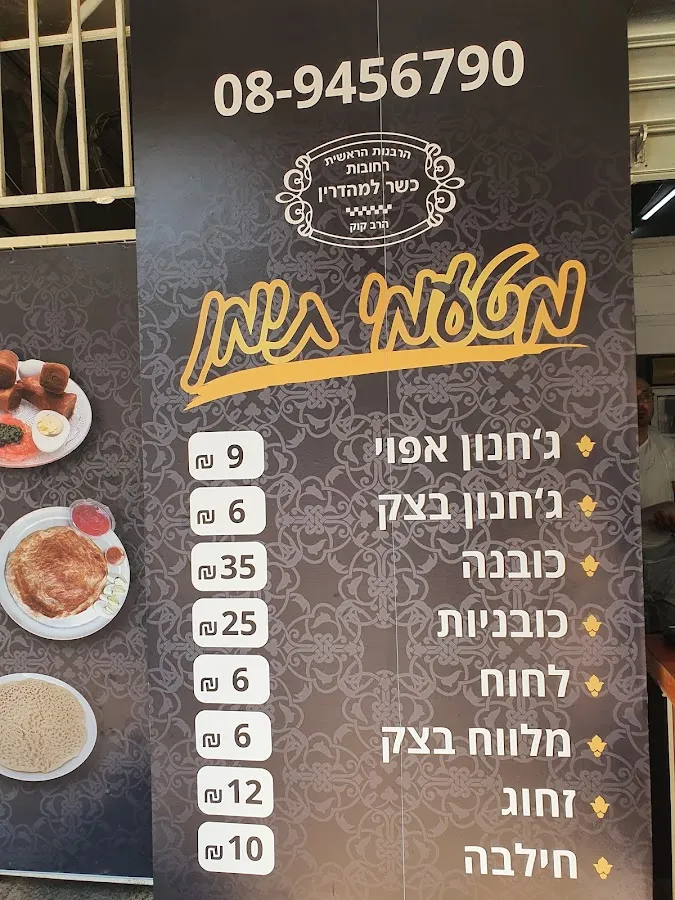 08-9456790
הרבנות הראשית
רחובות
כשר למהדרין
הרב קוק
מטעמי תימן
ג'חנון אפוי 9 ₪
ג'חנון בצק 6 ₪
כובנה 35 ₪
כובניות 25 ₪
לחוח 6 ₪
מלווח בצק 6 ₪
זחוג 12 ₪
חילבה 10 ₪